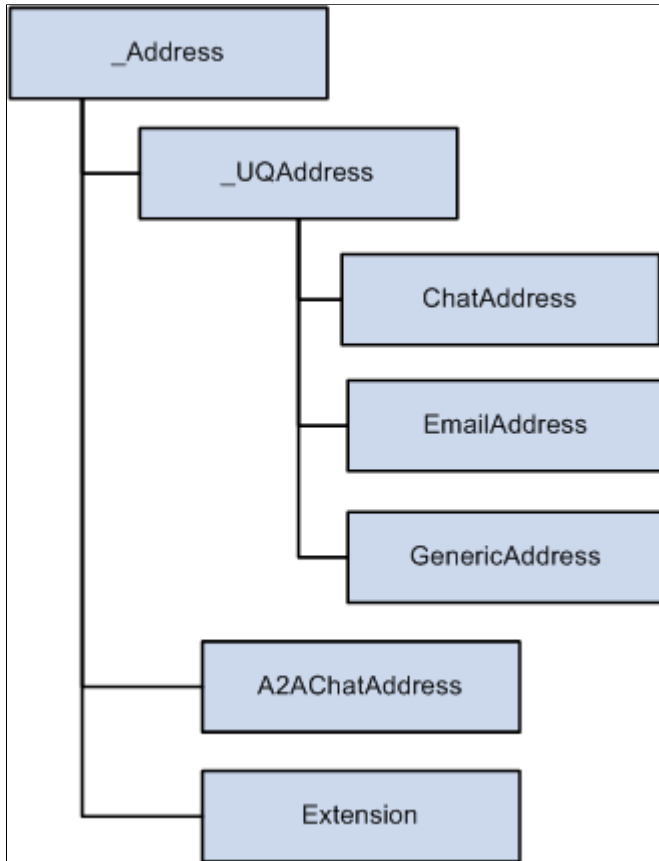 _Address
_UQAddress
ChatAddress
EmailAddress
GenericAddress
A2AChatAddress
Extension